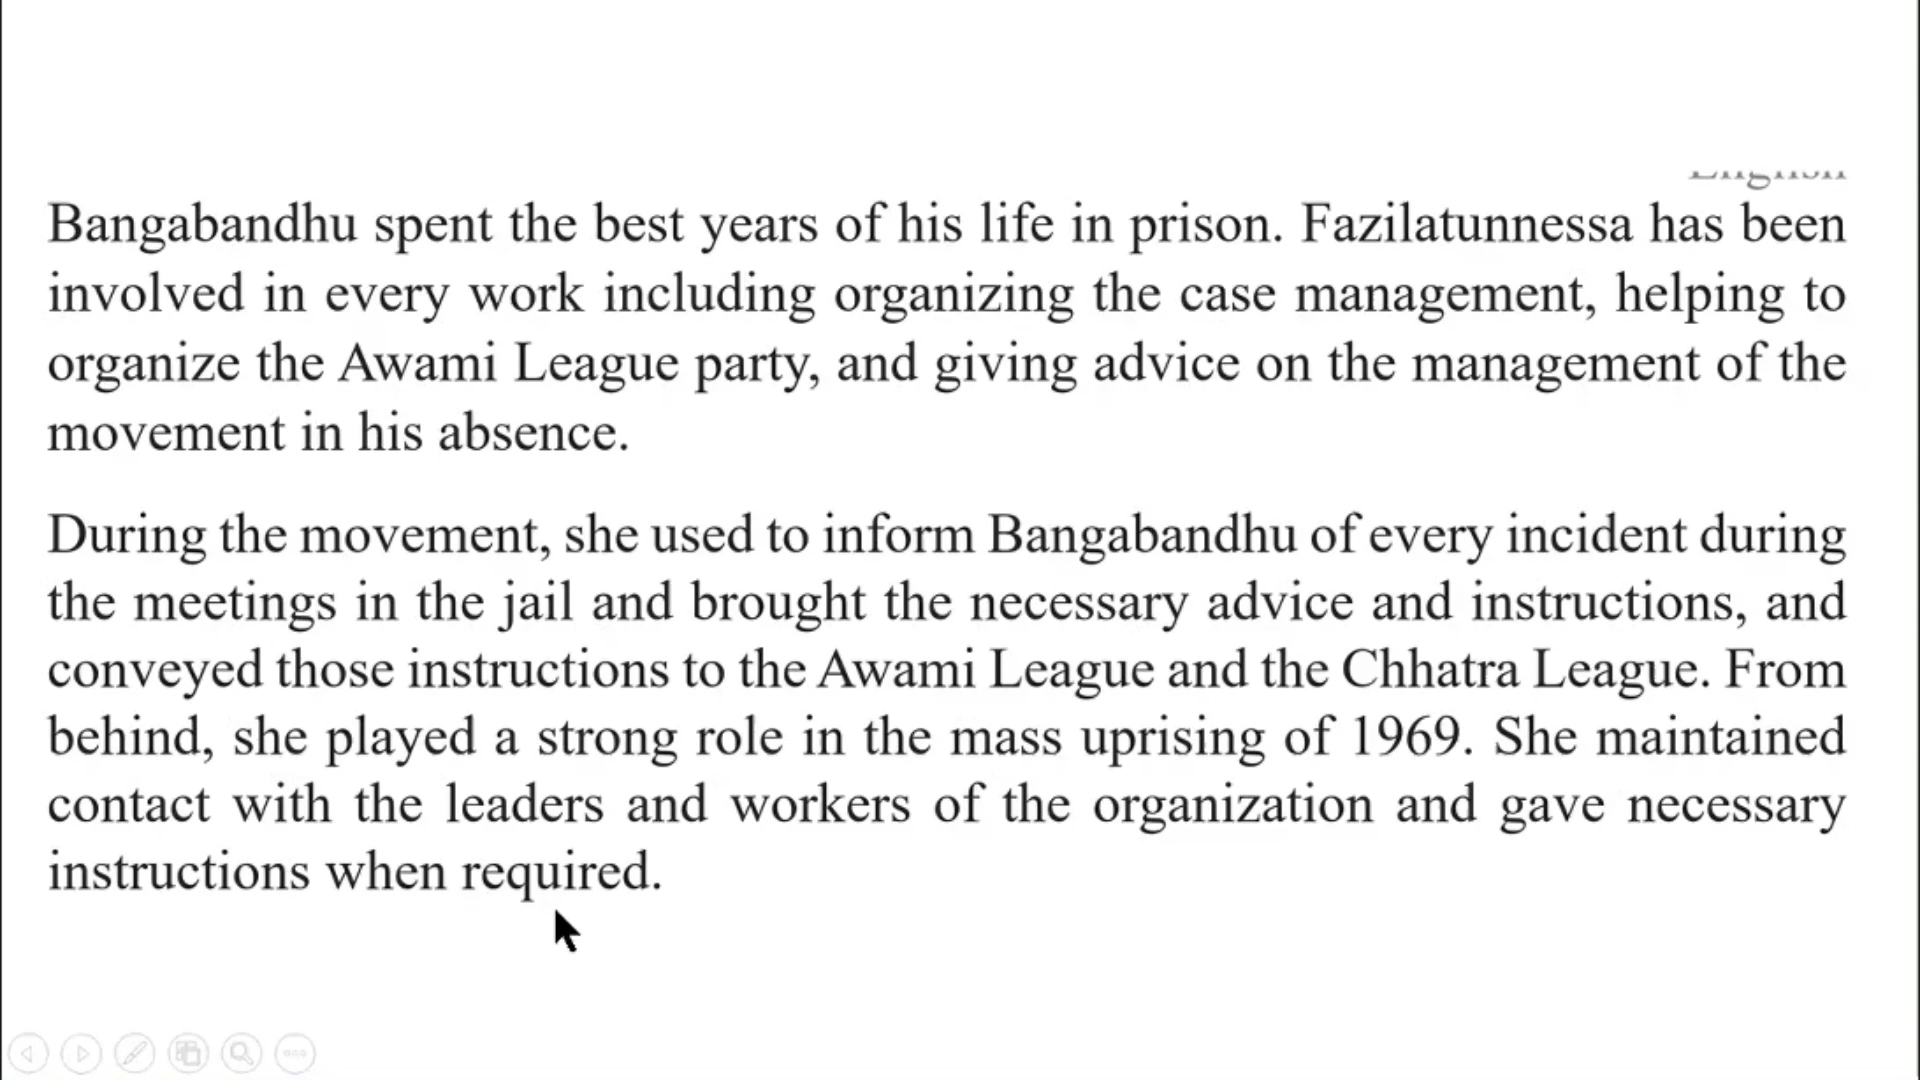 Bangabandhu spent the best years of his life in prison. Fazilatunnessa has been
involved in every work including organizing the case management, helping to
organize the Awami League party, and giving advice on the management of the
movement in his absence.
During the movement, she used to inform Bangabandhu of every incident during
the meetings in the jail and brought the necessary advice and instructions, and
conveyed those instructions to the Awami League and the Chhatra League. From
behind, she played a strong role in the mass uprising of 1969. She maintained
contact with the leaders and workers of the organization and gave necessary
instructions when required.